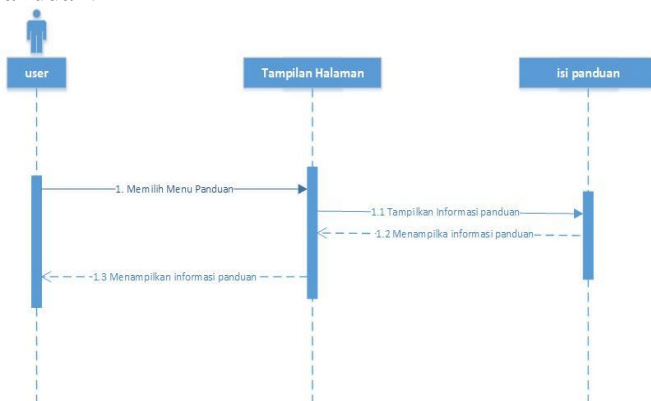 user
Tampilan Halaman
isi panduan
1. Memilih Menu Panduan
1.1 Tampilkan Informasi panduan
1.2 Menampilka informasi panduan
1.3 Menampilkan informasi panduan